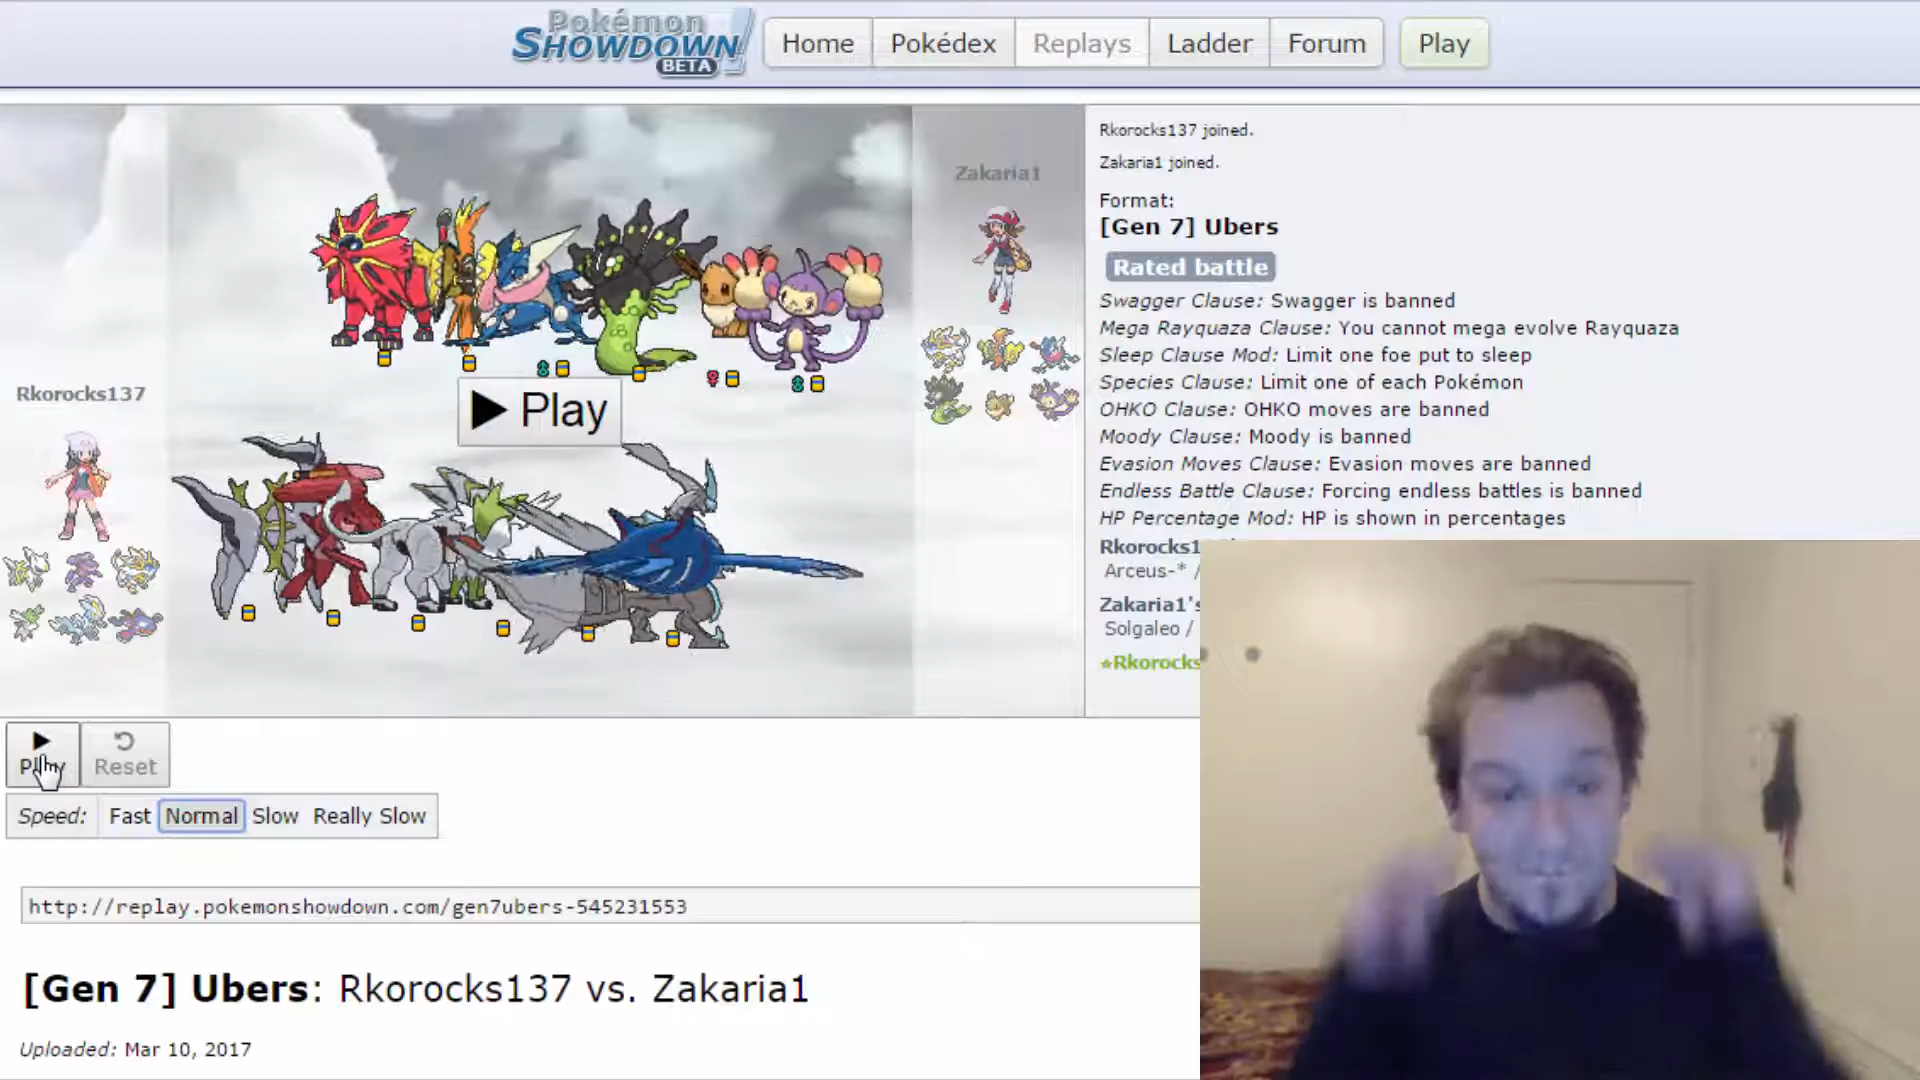 Pokémon
SHOWDOWN!
BETA
Home
Pokédex
Replays
Ladder
Forum
Play
Rkorocks137
Zakaria1
▶ Play
Rkorocks137 joined.
Zakaria1 joined.
Format:
[Gen 7] Ubers
Rated battle
Swagger Clause: Swagger is banned
Mega Rayquaza Clause: You cannot mega evolve Rayquaza
Sleep Clause Mod: Limit one foe put to sleep
Species Clause: Limit one of each Pokémon
OHKO Clause: OHKO moves are banned
Moody Clause: Moody is banned
Evasion Moves Clause: Evasion moves are banned
Endless Battle Clause: Forcing endless battles is banned
HP Percentage Mod: HP is shown in percentages
Rkorocks1
Arceus-* /
Zakaria1's
Solgaleo /
★Rkorocks
Play
Reset
Speed: Fast Normal Slow Really Slow
http://replay.pokemonshowdown.com/gen7ubers-545231553
[Gen 7] Ubers: Rkorocks137 vs. Zakaria1
Uploaded: Mar 10, 2017